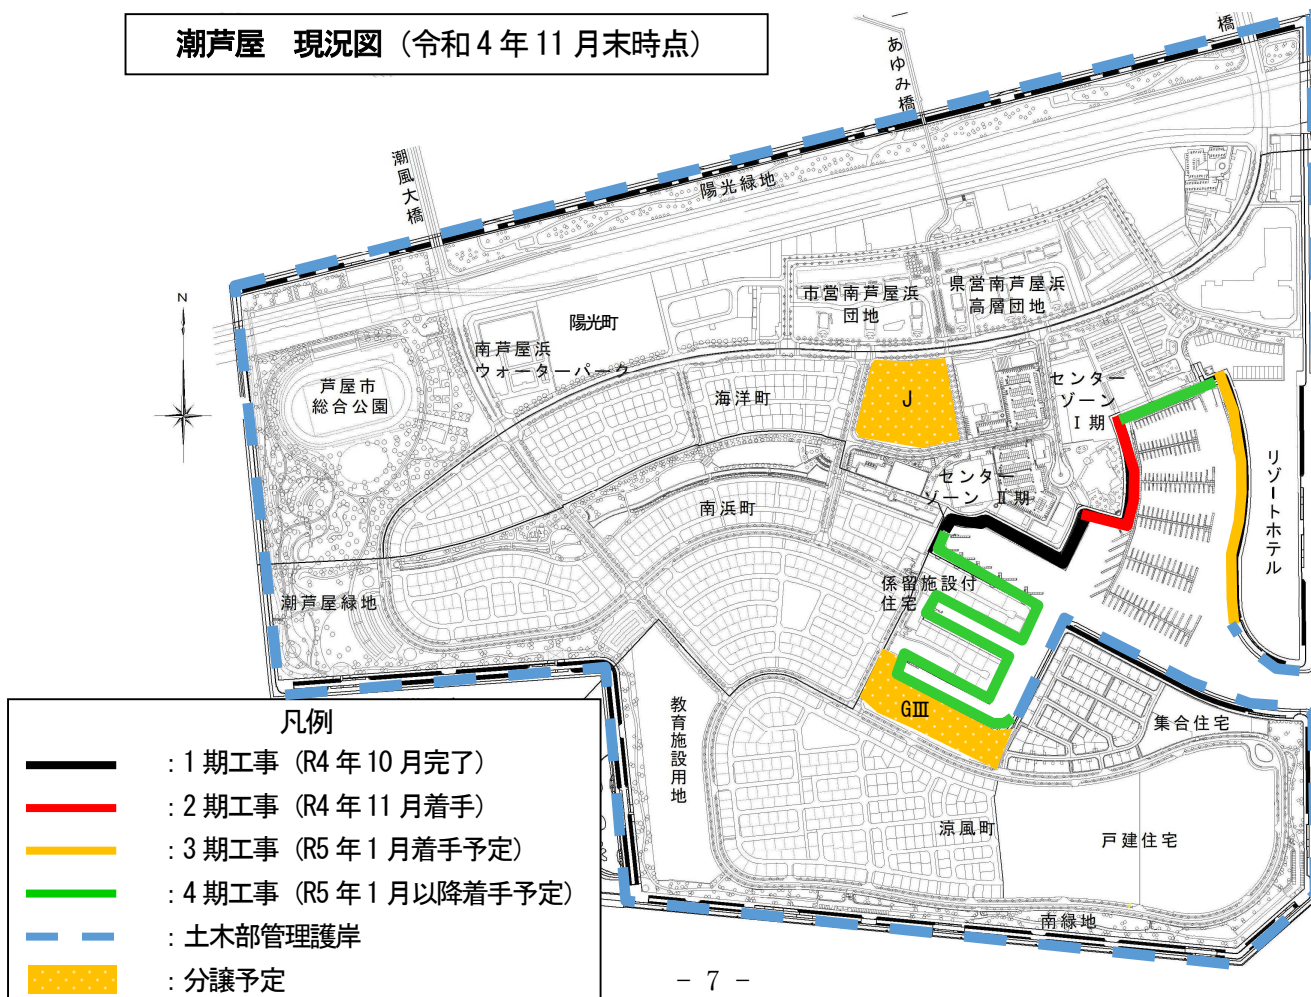 潮芦屋 現況図（令和４年11月末時点）
橋
あゆみ橋
潮風大橋
陽光緑地
N
市営南芦屋浜
団地
県営南芦屋浜
高層団地
陽光町
南芦屋浜
ウォーターパーク
芦屋市
総合公園
海洋町
J
センター
ゾーン
Ⅰ期
リゾートホテル
センター
ゾーン Ⅱ期
南浜町
係留施設付
住宅
潮芦屋緑地
GⅢ
教育施設用地
集合住宅
涼風町
戸建住宅
南緑地
凡例
：1期工事（R4年10月完了）
：2期工事（R4年11月着手）
：3期工事（R5年1月着手予定）
：4期工事（R5年1月以降着手予定）
：土木部管理護岸
：分譲予定
- 7 -